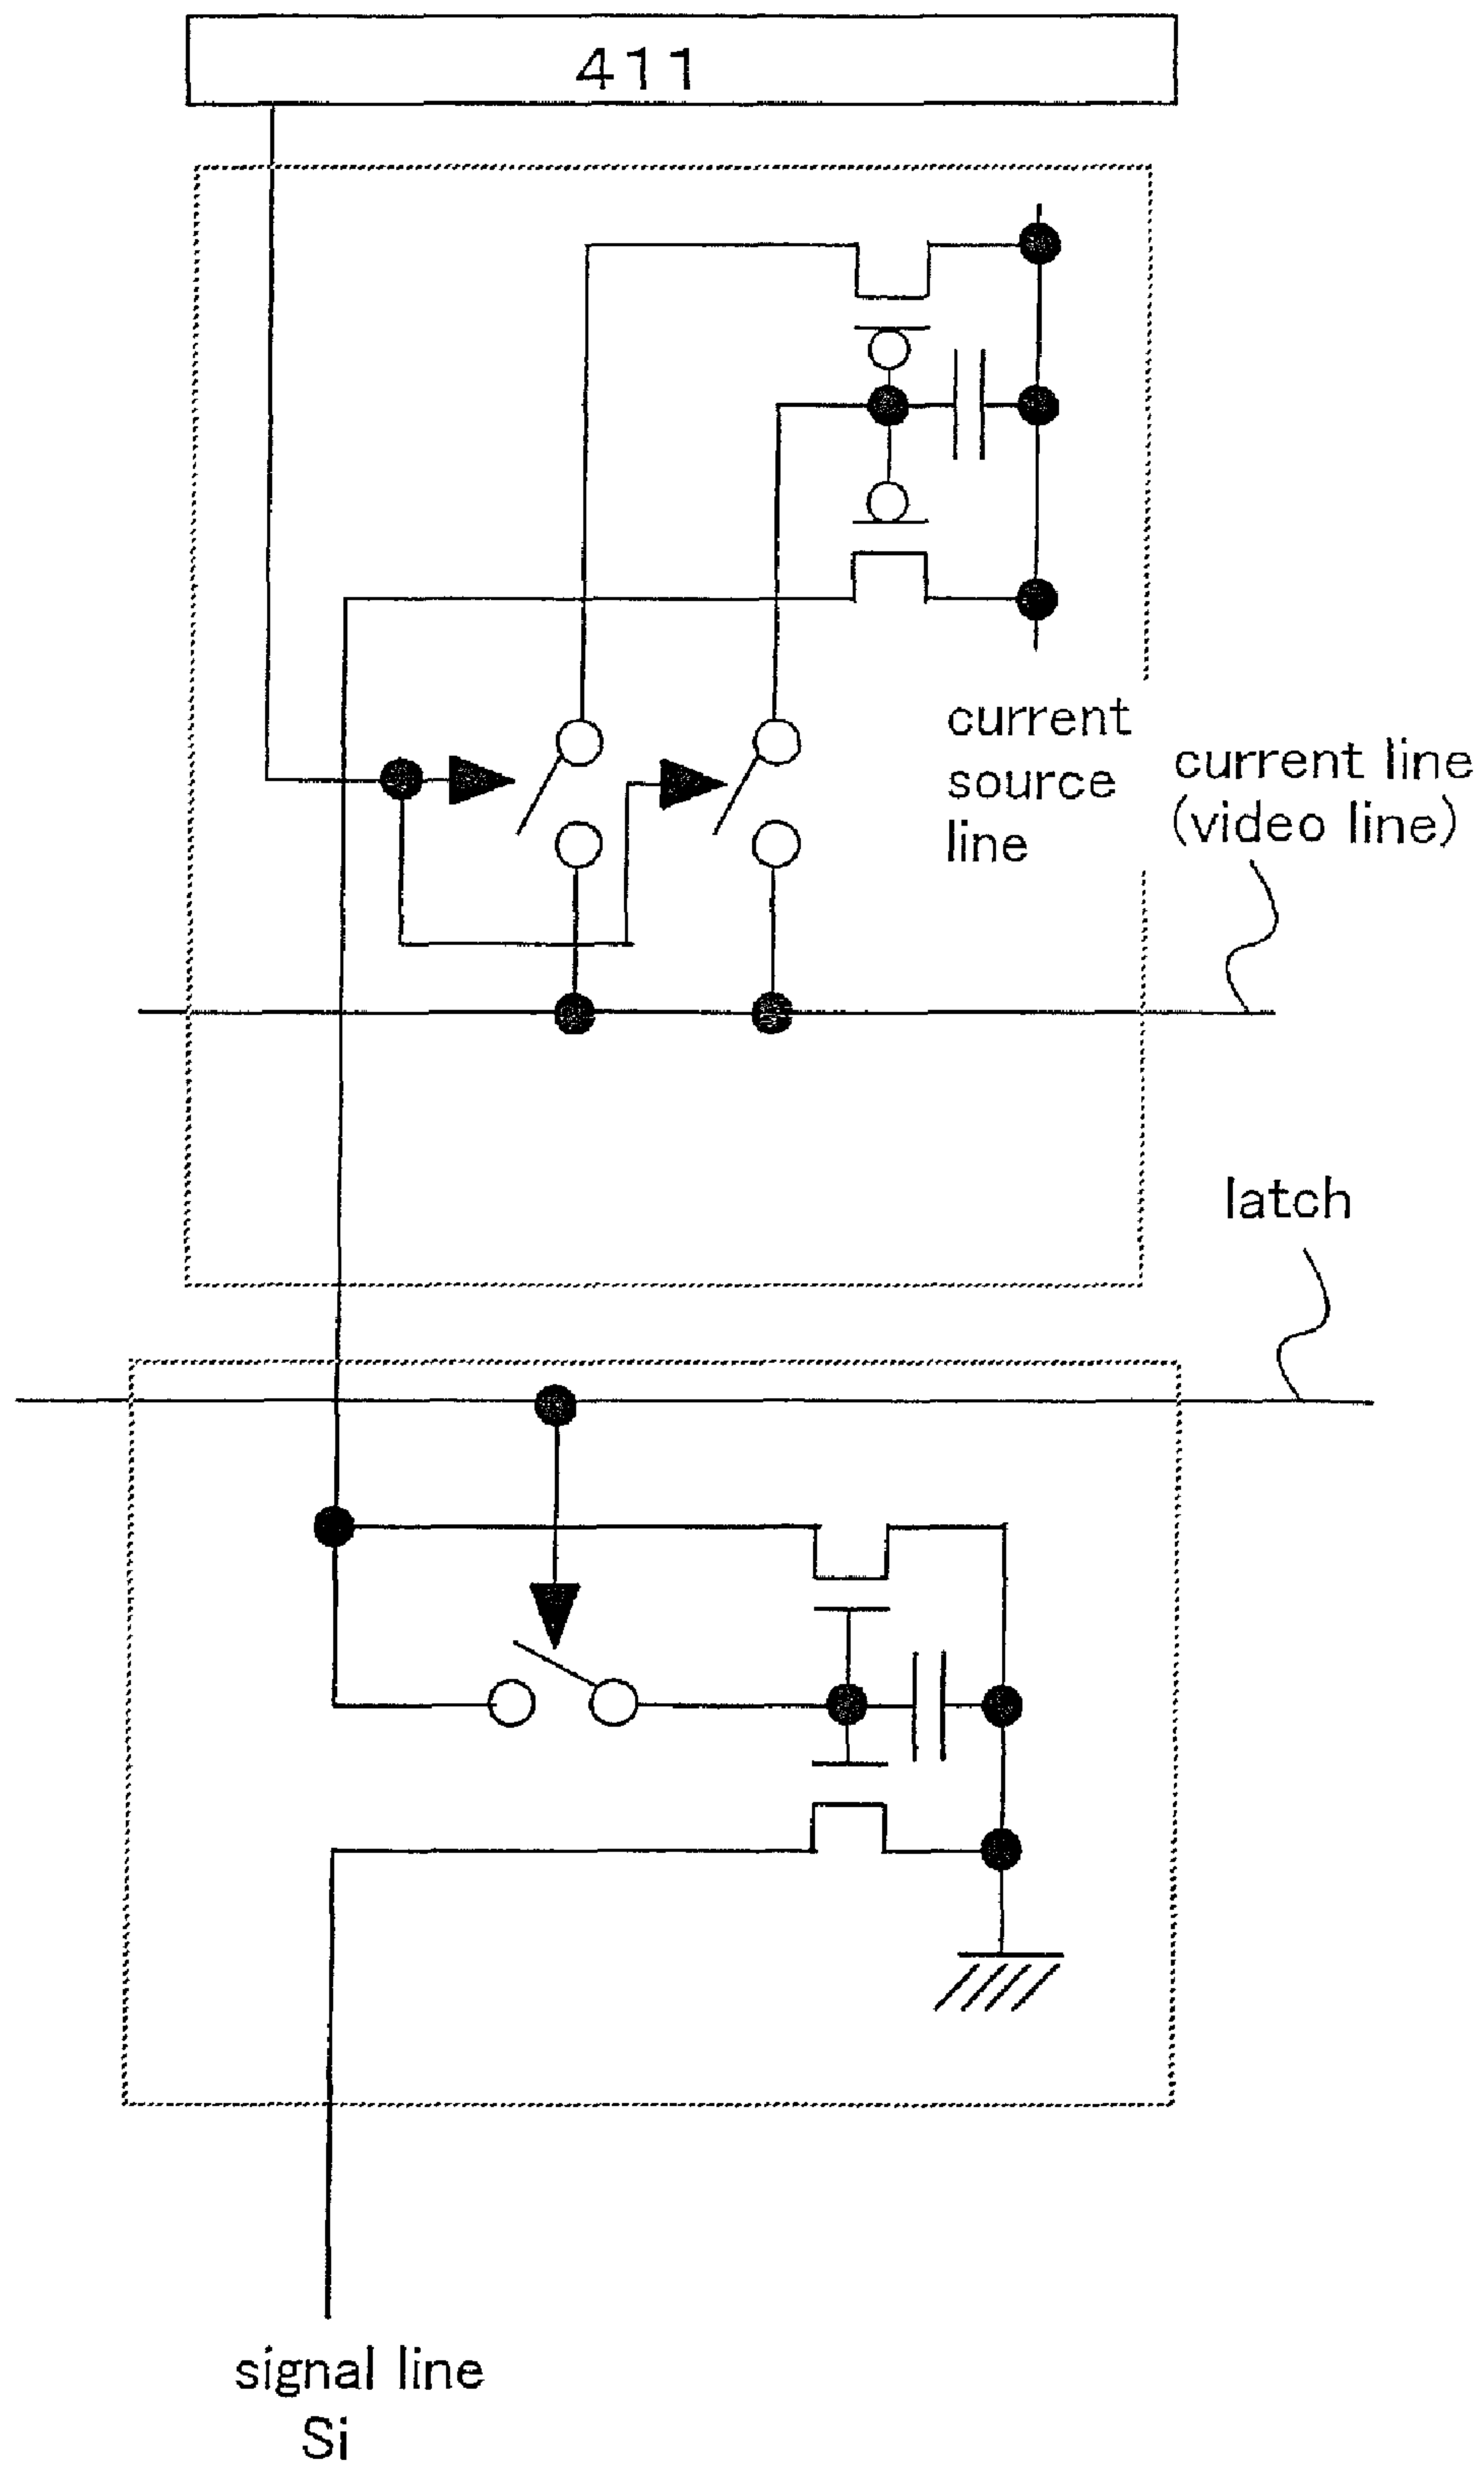 411
current
source
line
current line
(video line)
latch
signal line
Si